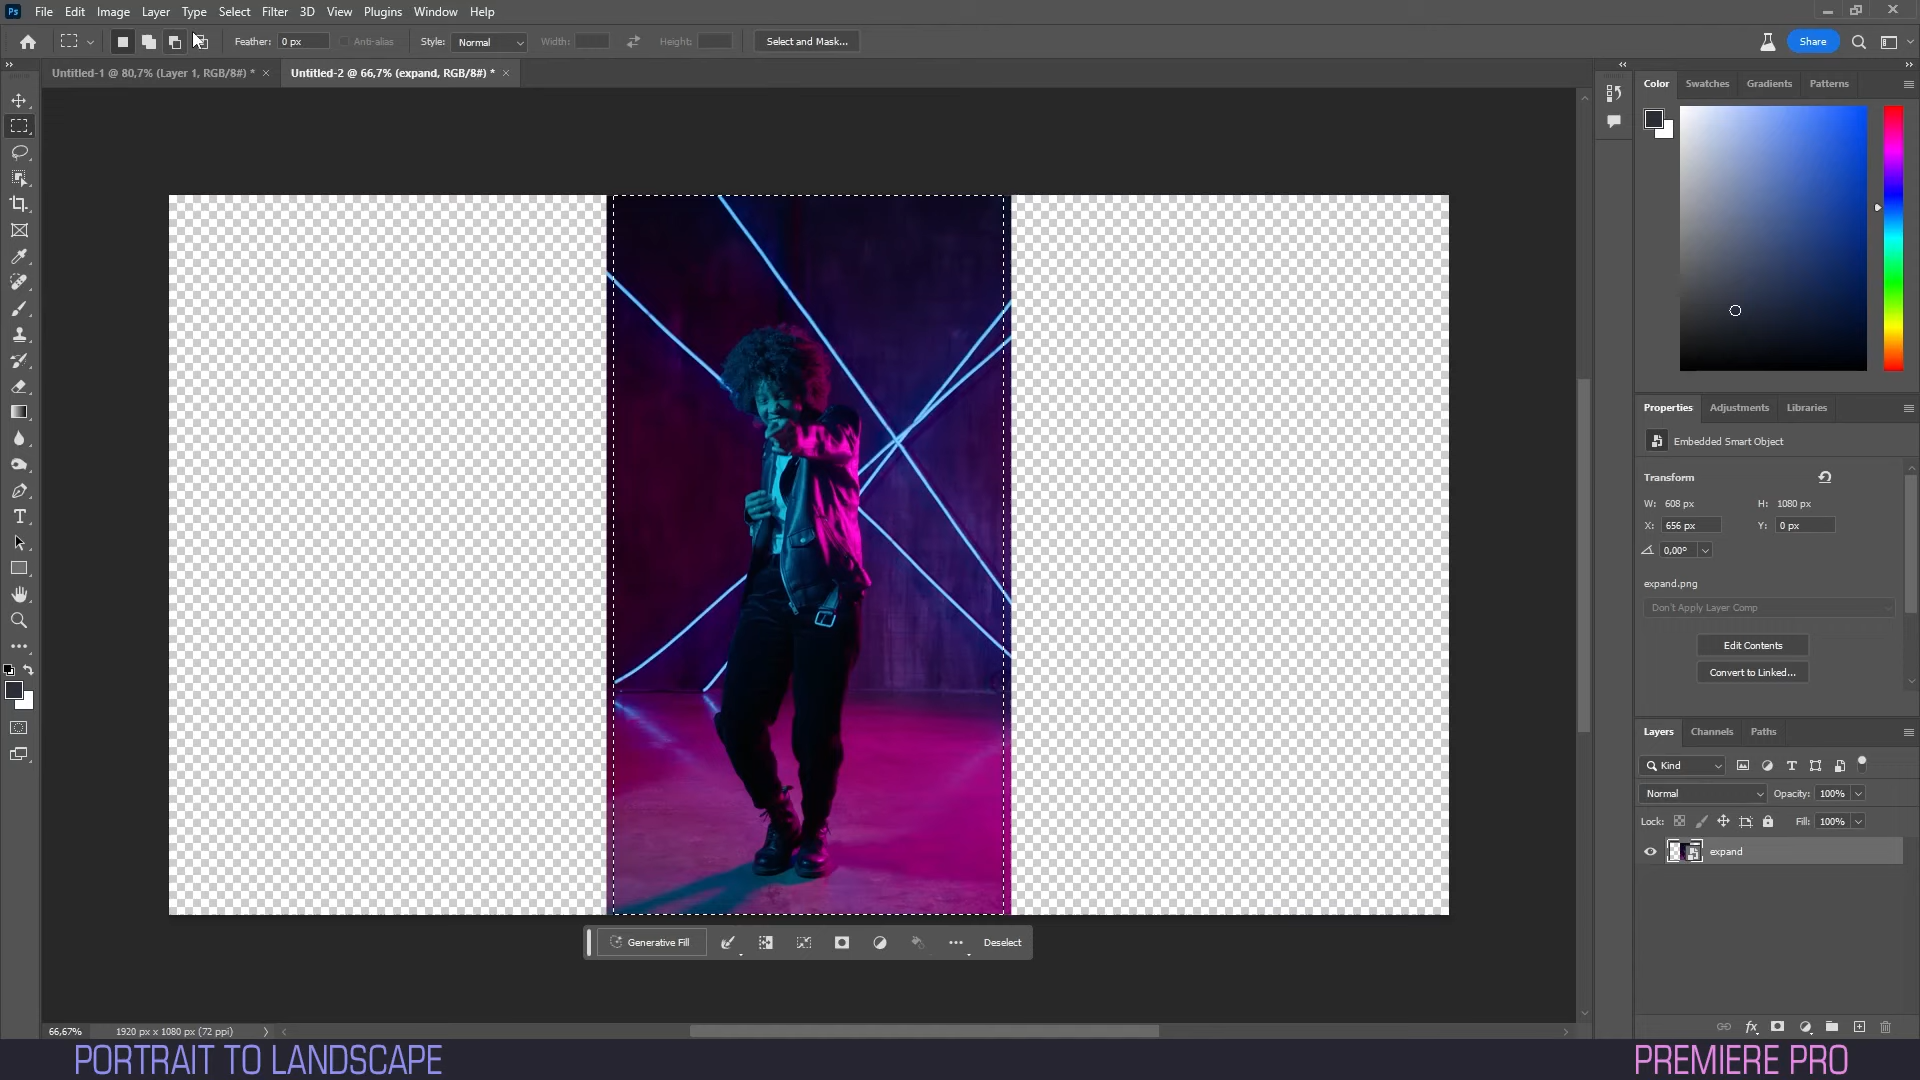 Ps File Edit Image Layer Type Select Filter 3D View Plugins Window Help
Feather: 0 px Anti-alias Style: Normal Width: Height: Select and Mask... Share
Untitled-1 @ 80,7% (Layer 1, RGB/8#) * × Untitled-2 @ 66,7% (expand, RGB/8#) * ×
Color Swatches Gradients Patterns
Properties Adjustments Libraries
Embedded Smart Object
Transform
W: 608 px H: 1080 px
X: 656 px Y: 0 px
0,00°
expand.png
Don't Apply Layer Comp
Edit Contents
Convert to Linked...
Layers Channels Paths
Kind
Normal Opacity: 100%
Lock: Fill: 100%
expand
Generative Fill Deselect
66,67% 1920 px x 1080 px (72 ppi)
PORTRAIT TO LANDSCAPE
PREMIERE PRO